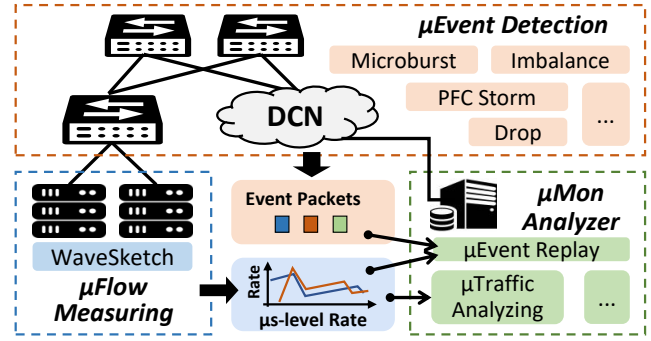 μEvent Detection
Microburst
Imbalance
PFC Storm
Drop
...
DCN
Event Packets
μMon
Analyzer
WaveSketch
μFlow
Measuring
Rate
μs-level Rate
μEvent Replay
μTraffic
Analyzing
...